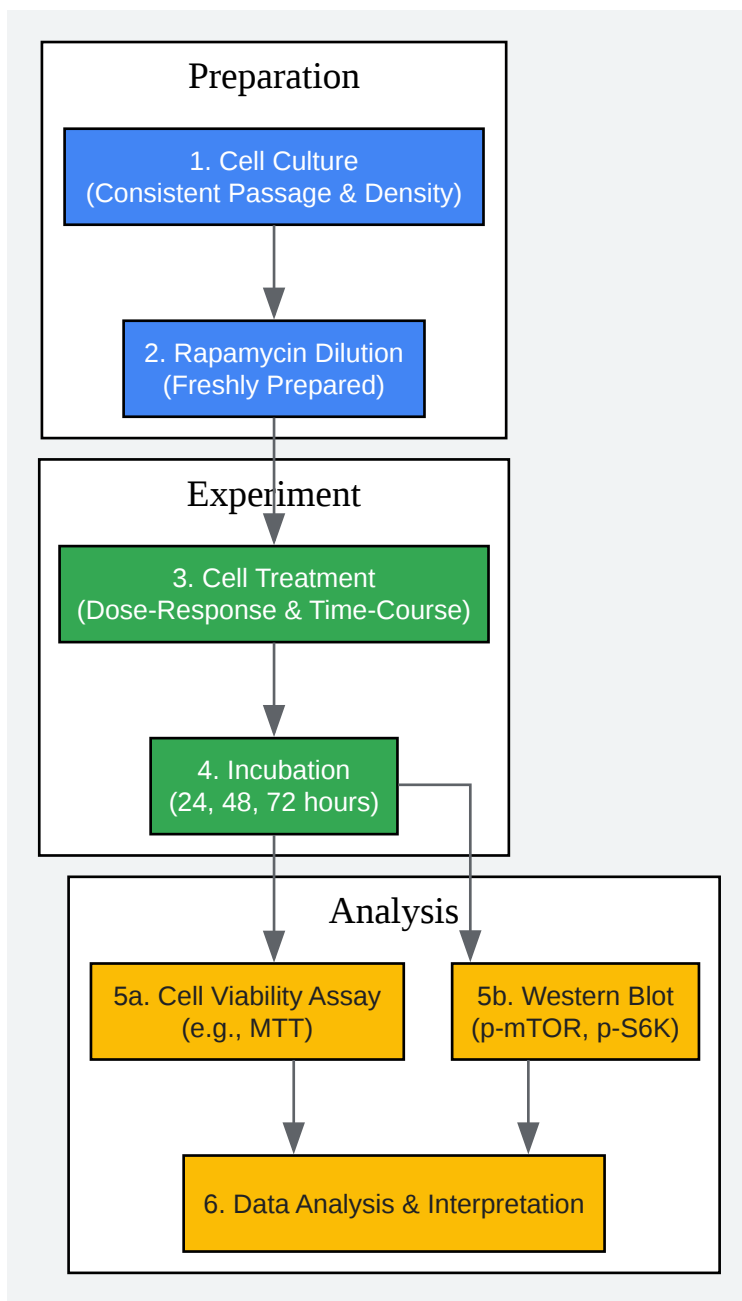 Preparation
1. Cell Culture
(Consistent Passage & Density)
2. Rapamycin Dilution
(Freshly Prepared)
Experiment
3. Cell Treatment
(Dose-Response & Time-Course)
4. Incubation
(24, 48, 72 hours)
Analysis
5a. Cell Viability Assay
(e.g., MTT)
5b. Western Blot
(p-mTOR, p-S6K)
6. Data Analysis & Interpretation